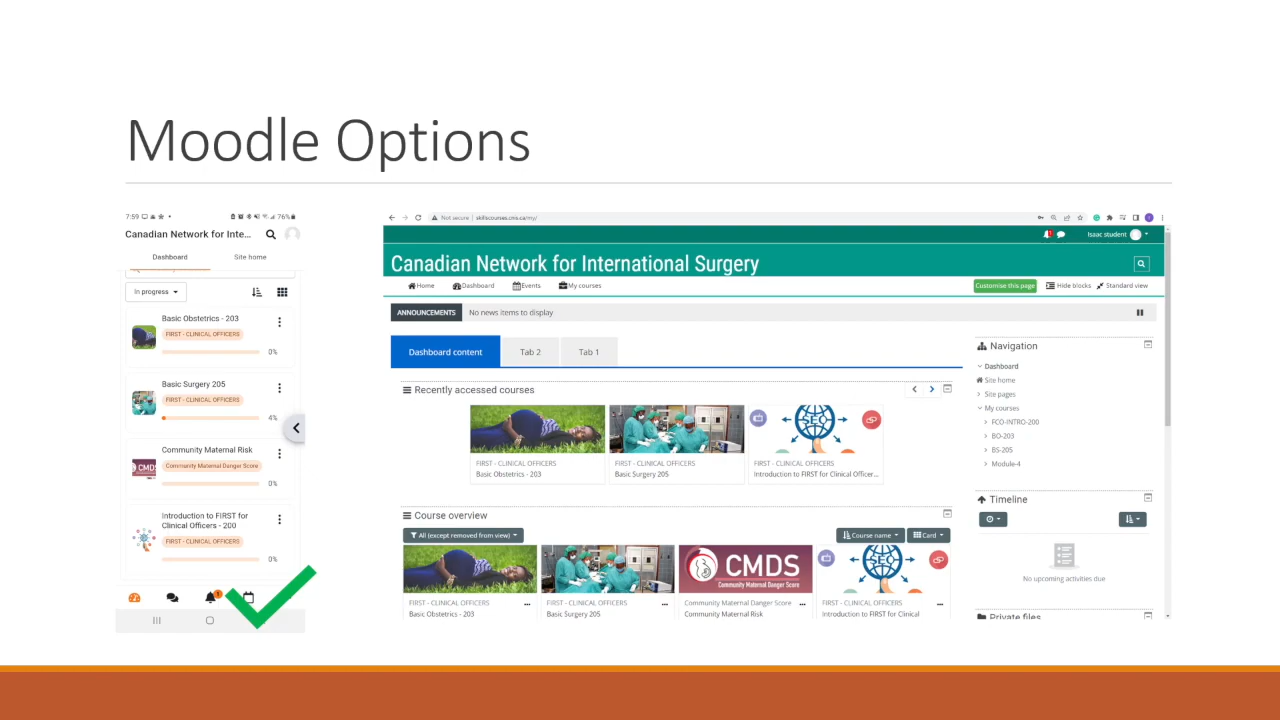 Moodle Options
7:59
76%
Canadian Network for Inte...
Dashboard
Site home
In progress
Basic Obstetrics - 203
FIRST - CLINICAL OFFICERS
0%
Basic Surgery 205
FIRST - CLINICAL OFFICERS
4%
Community Maternal Risk
Community Maternal Danger Score
0%
CMDS
Introduction to FIRST for
Clinical Officers - 200
FIRST - CLINICAL OFFICERS
0%
1
Not secure | skillscourses.cnis.ca/my/
Isaac student
Canadian Network for International Surgery
Home Dashboard Events My courses
Customise this page Hide blocks Standard view
ANNOUNCEMENTS No news items to display
Dashboard content Tab 2 Tab 1
Recently accessed courses
SEO
FIRST - CLINICAL OFFICERS
Basic Obstetrics - 203
FIRST - CLINICAL OFFICERS
Basic Surgery 205
FIRST - CLINICAL OFFICERS
Introduction to FIRST for Clinical Officer...
Course overview
All (except removed from view)
Course name
Card
CMDS
Community Maternal Danger Score
SEO
FIRST - CLINICAL OFFICERS
Basic Obstetrics - 203
FIRST - CLINICAL OFFICERS
Basic Surgery 205
Community Maternal Danger Score
Community Maternal Risk
FIRST - CLINICAL OFFICERS
Introduction to FIRST for Clinical
Navigation
Dashboard
Site home
Site pages
My courses
FCO-INTRO-200
BO-203
BS-205
Module-4
Timeline
No upcoming activities due
Private files